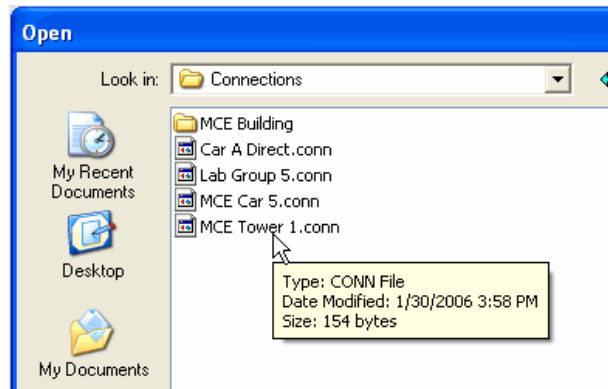 Open
Look in:
Connections
MCE Building
Car A Direct.conn
Lab Group 5.conn
MCE Car 5.conn
MCE Tower 1.conn
My Recent
Documents
Desktop
My Documents
Type: CONN File
Date Modified: 1/30/2006 3:58 PM
Size: 154 bytes